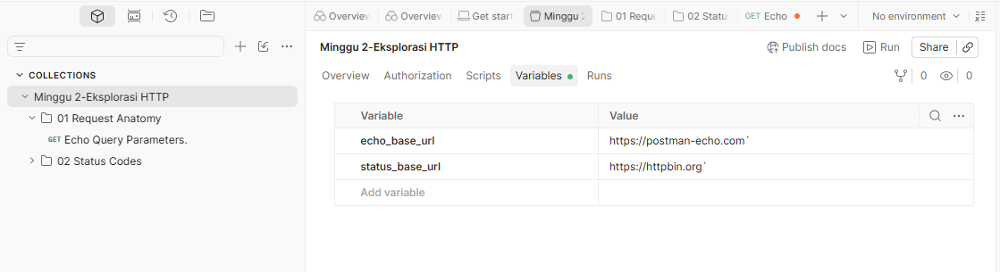 Overview Overview Get start Minggu 2 01 Reque 02 Statu GET Echo No environment
Minggu 2-Eksplorasi HTTP Publish docs Run Share
COLLECTIONS Overview Authorization Scripts Variables Runs 0 0
Minggu 2-Eksplorasi HTTP
01 Request Anatomy Variable Value
GET Echo Query Parameters. echo_base_url https://postman-echo.com`
02 Status Codes status_base_url https://httpbin.org`
Add variable